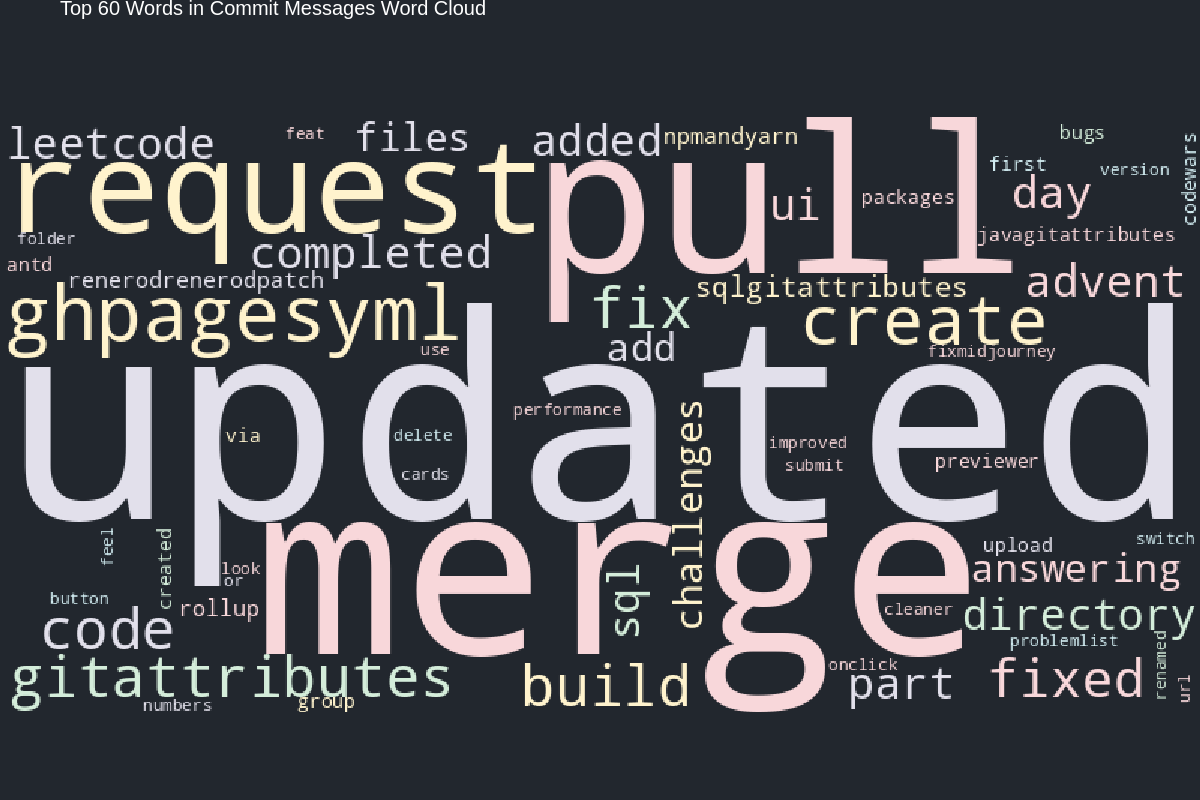 Top 60 Words in Commit Messages Word Cloud
leetcode
feat
files
added
npmandyarn
bugs
codewars
request
pull
ui
packages
first
version
day
folder
antd
completed
javagitattributes
renerodrenerodpatch
ghpagesyml
fix
sqlgitattributes
advent
create
use
add
fixmidjourney
updated
via
delete
cards
performance
challenges
improved
submit
previewer
feel
created
look
or
merge
sql
upload
switch
answering
button
rollup
cleaner
directory
code
problemlist
renamed
gitattributes
numbers
group
build
onclick
part
fixed
url